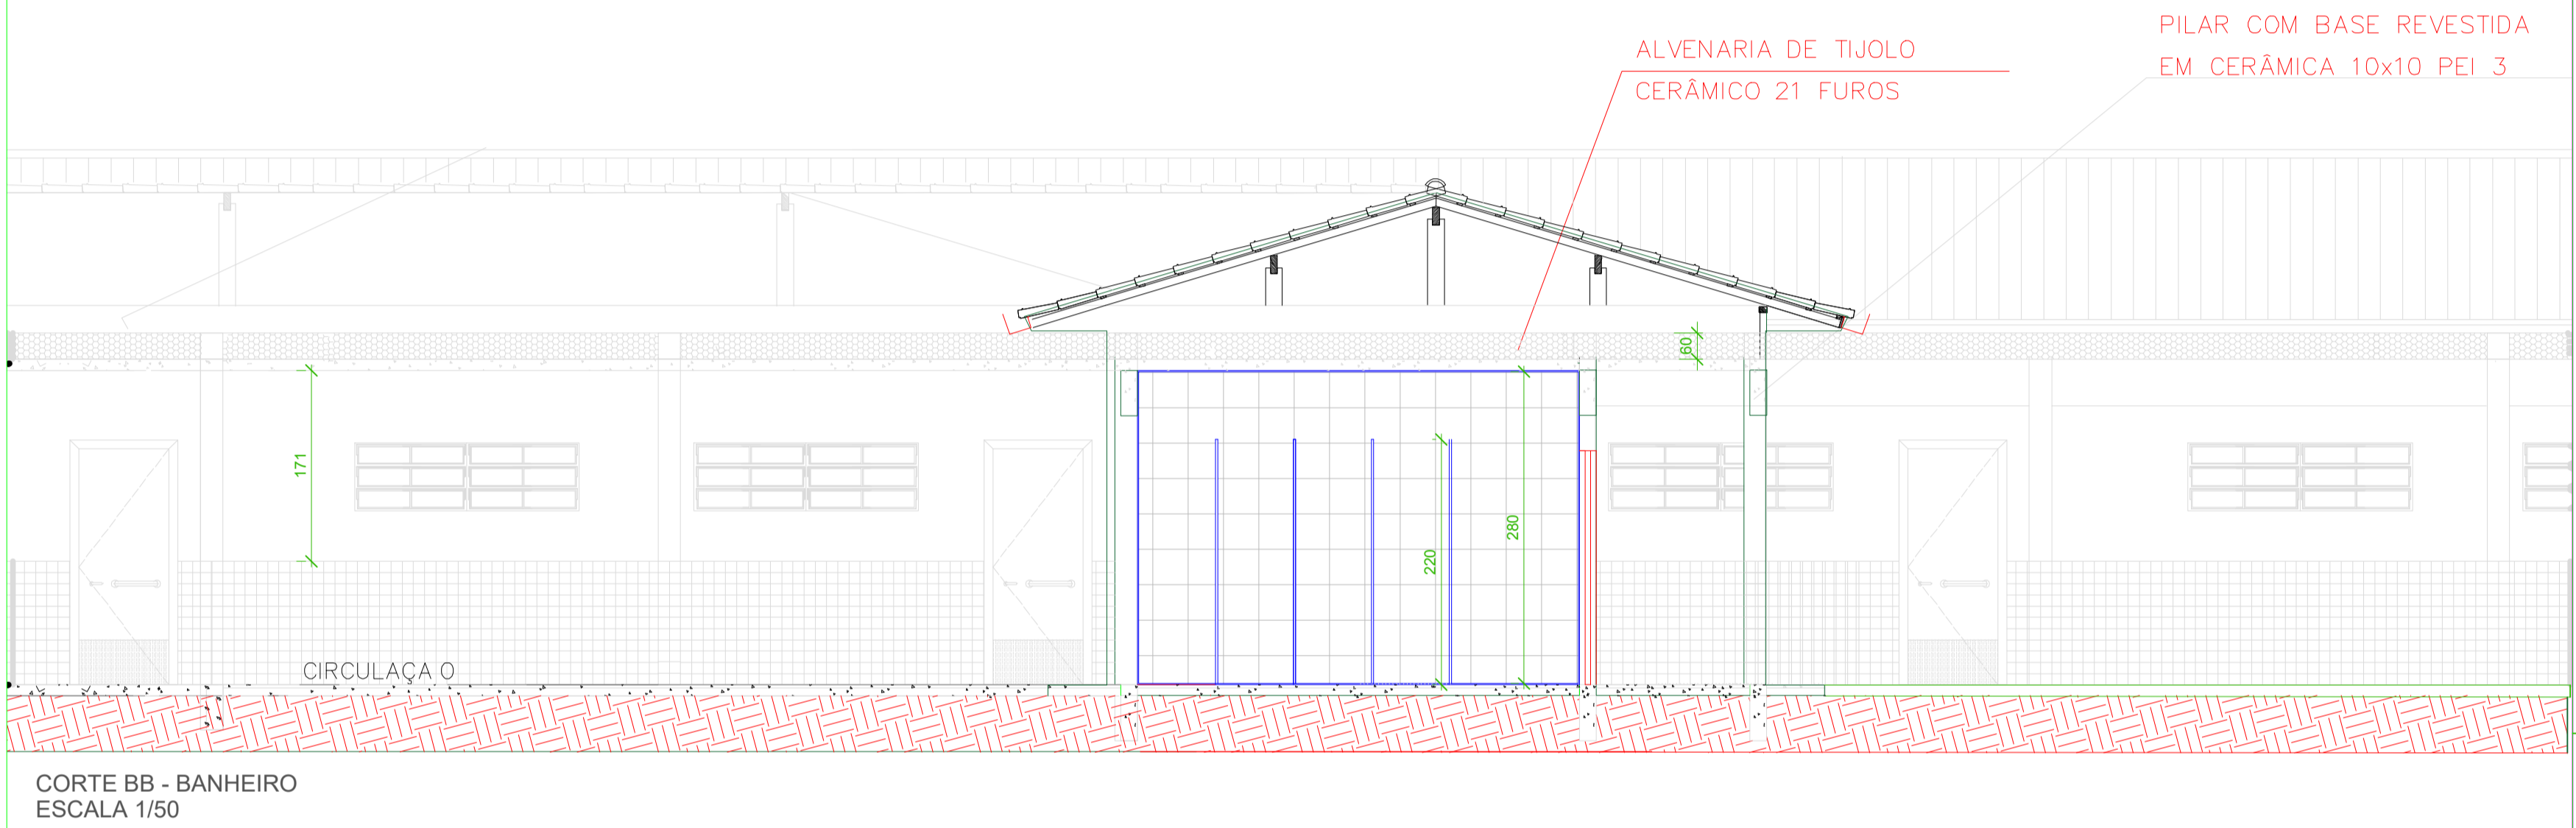 PILAR COM BASE REVESTIDA
EM CERÂMICA 10x10 PEI 3
ALVENARIA DE TIJOLO
CERÂMICO 21 FUROS
60
171
280
220
CIRCULAÇA O
CORTE BB - BANHEIRO
ESCALA 1/50